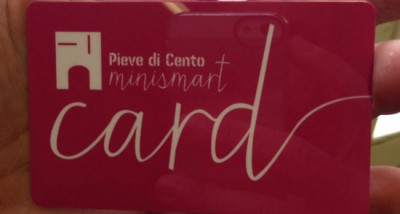 Pieve di Cento
minismart
card